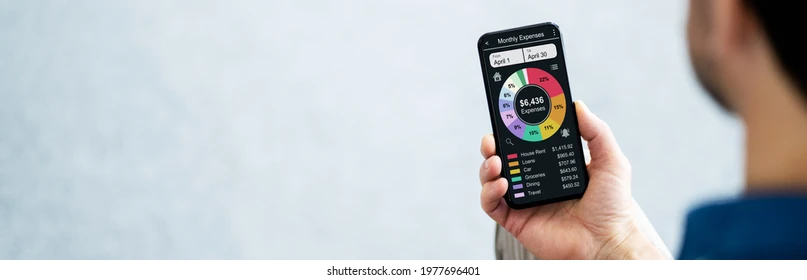 Monthly Expenses
From To
April 1 April 30
5%
22%
6%
6%
$6,436
15%
Expenses
7%
9%
10%
11%
House Rent $1,415.92
Loans $965.40
Car $707.96
Groceries $643.60
Dining $579.24
Travel $450.52
shutterstock.com · 1977696401